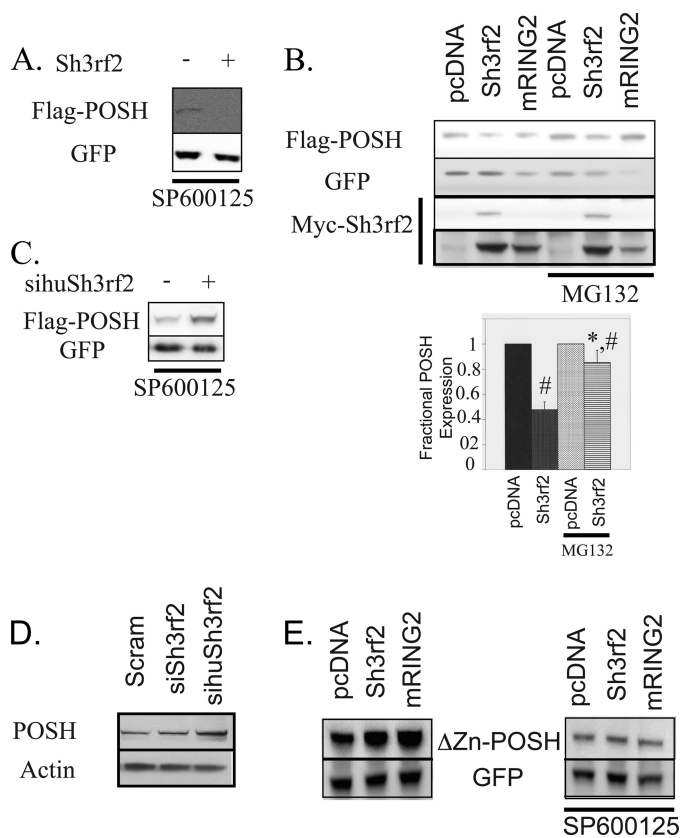 A.
Sh3rf2 - +
Flag-POSH
GFP
SP600125
B.
pcDNA Sh3rf2 mRING2 pcDNA Sh3rf2 mRING2
Flag-POSH
GFP
Myc-Sh3rf2
MG132
Fractional POSH Expression
1
0.8
0.6
0.4
0.2
0
#
*,#
pcDNA Sh3rf2 pcDNA Sh3rf2
MG132
C.
sihuSh3rf2 - +
Flag-POSH
GFP
SP600125
D.
Scram siSh3rf2 sihuSh3rf2
POSH
Actin
E.
pcDNA Sh3rf2 mRING2 pcDNA Sh3rf2 mRING2
ΔZn-POSH
GFP
SP600125